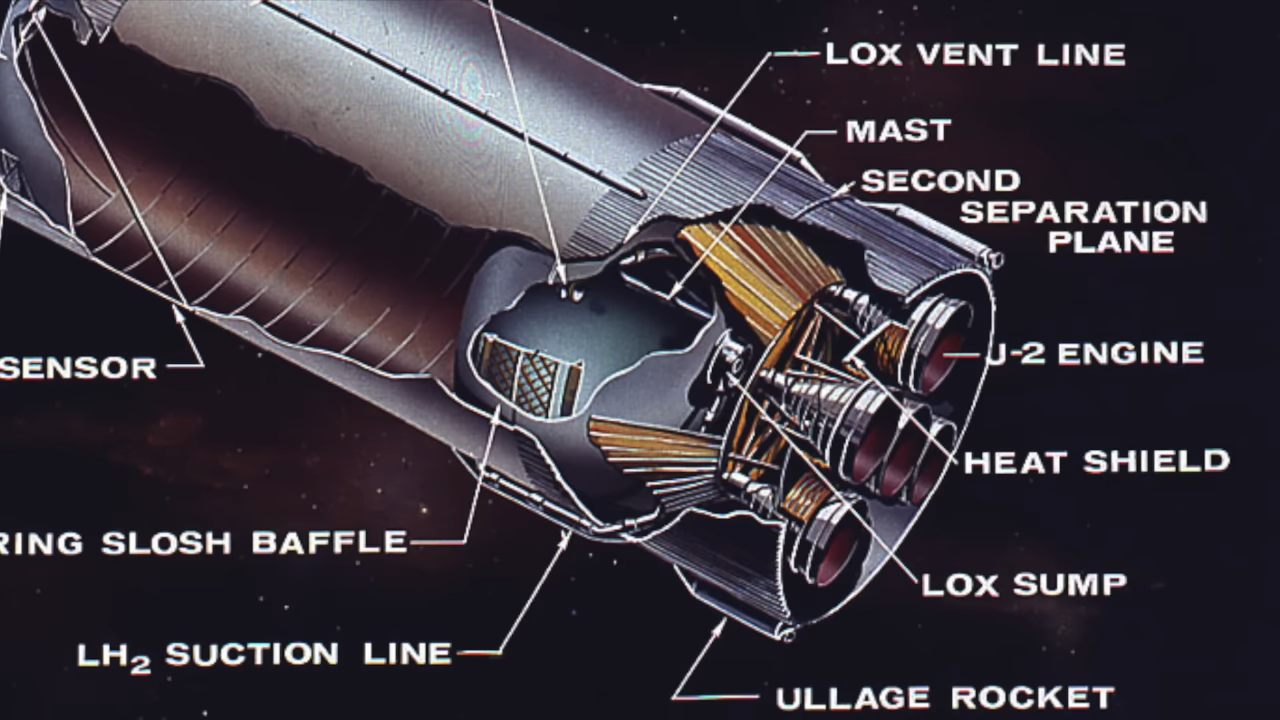 LOX VENT LINE
MAST
SECOND
SEPARATION
PLANE
J-2 ENGINE
SENSOR
HEAT SHIELD
RING SLOSH BAFFLE
LOX SUMP
LH₂ SUCTION LINE
ULLAGE ROCKET